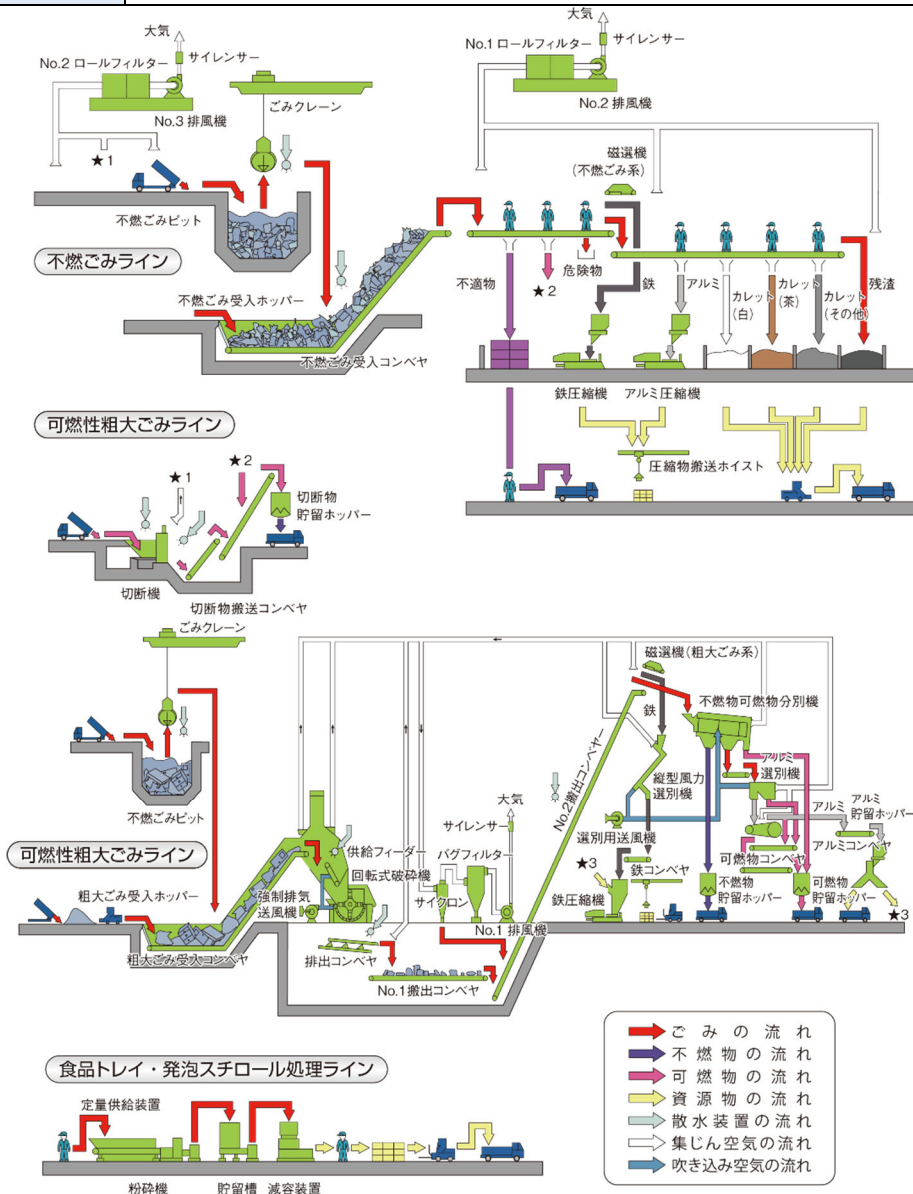 大気
サイレンサー
No.2 ロールフィルター
No.3 排風機
ごみクレーン
★1
不燃ごみピット
不燃ごみライン
不燃ごみ受入ホッパー
不燃ごみ受入コンベヤ
大気
サイレンサー
No.1 ロールフィルター
No.2 排風機
磁選機
(不燃ごみ系)
不適物
★2
危険物
鉄
アルミ
カレット
(白)
カレット
(茶)
カレット
(その他)
残渣
鉄圧縮機
アルミ圧縮機
圧縮物搬送ホイスト
可燃性粗大ごみライン
★1
★2
切断物
貯留ホッパー
切断機
切断物搬送コンベヤ
ごみクレーン
不燃ごみピット
可燃性粗大ごみライン
粗大ごみ受入ホッパー
粗大ごみ受入コンベヤ
強制排気
送風機
供給フィーダー
回転式破砕機
排出コンベヤ
No.1 搬出コンベヤ
サイクロン
バグフィルター
サイレンサー
大気
No.1 排風機
No.2 搬出コンベヤー
磁選機(粗大ごみ系)
鉄
縦型風力
選別機
選別用送風機
★3
鉄圧縮機
鉄コンベヤ
不燃物可燃物分別機
アルミ
選別機
アルミ
アルミ
貯留ホッパー
アルミコンベヤ
可燃物コンベヤ
不燃物
貯留ホッパー
可燃物
貯留ホッパー
★3
食品トレイ・発泡スチロール処理ライン
定量供給装置
粉砕機
貯留槽
減容装置
ごみの流れ
不燃物の流れ
可燃物の流れ
資源物の流れ
散水装置の流れ
集じん空気の流れ
吹き込み空気の流れ